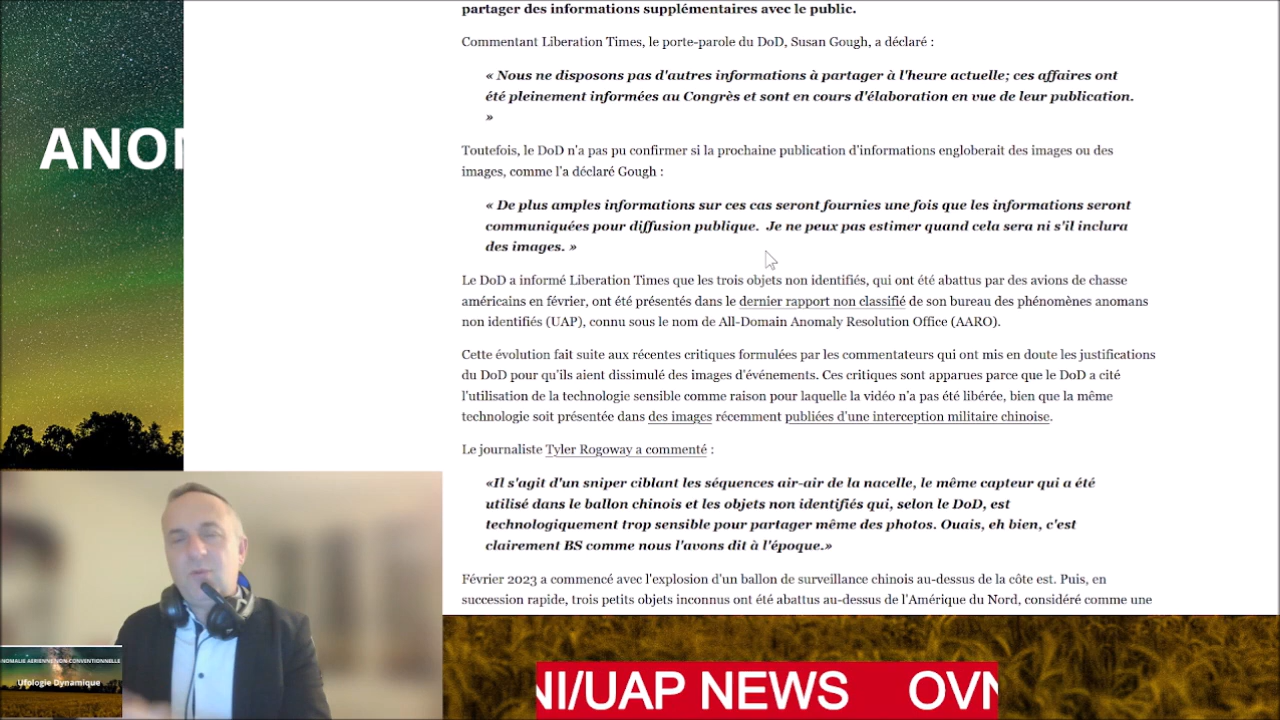 partager des informations supplémentaires avec le public.
Commentant Liberation Times, le porte-parole du DoD, Susan Gough, a déclaré :
« Nous ne disposons pas d'autres informations à partager à l'heure actuelle; ces affaires ont
été pleinement informées au Congrès et sont en cours d'élaboration en vue de leur publication.
»
ANO
Toutefois, le DoD n'a pas pu confirmer si la prochaine publication d'informations engloberait des images ou des
images, comme l'a déclaré Gough :
« De plus amples informations sur ces cas seront fournies une fois que les informations seront
communiquées pour diffusion publique.  Je ne peux pas estimer quand cela sera ni s'il inclura
des images. »
Le DoD a informé Liberation Times que les trois objets non identifiés, qui ont été abattus par des avions de chasse
américains en février, ont été présentés dans le dernier rapport non classifié de son bureau des phénomènes anomans
non identifiés (UAP), connu sous le nom de All-Domain Anomaly Resolution Office (AARO).
Cette évolution fait suite aux récentes critiques formulées par les commentateurs qui ont mis en doute les justifications
du DoD pour qu'ils aient dissimulé des images d'événements. Ces critiques sont apparues parce que le DoD a cité
l'utilisation de la technologie sensible comme raison pour laquelle la vidéo n'a pas été libérée, bien que la même
technologie soit présentée dans des images récemment publiées d'une interception militaire chinoise.
Le journaliste Tyler Rogoway a commenté :
«Il s'agit d'un sniper ciblant les séquences air-air de la nacelle, le même capteur qui a été
utilisé dans le ballon chinois et les objets non identifiés qui, selon le DoD, est
technologiquement trop sensible pour partager même des photos. Ouais, eh bien, c'est
clairement BS comme nous l'avons dit à l'époque.»
Février 2023 a commencé avec l'explosion d'un ballon de surveillance chinois au-dessus de la côte est. Puis, en
succession rapide, trois petits objets inconnus ont été abattus au-dessus de l'Amérique du Nord, considéré comme une
NOMALIE AERIENNE NON-CONVENTIONNELLE
Ufologie Dynamique
NI/UAP NEWS OVN